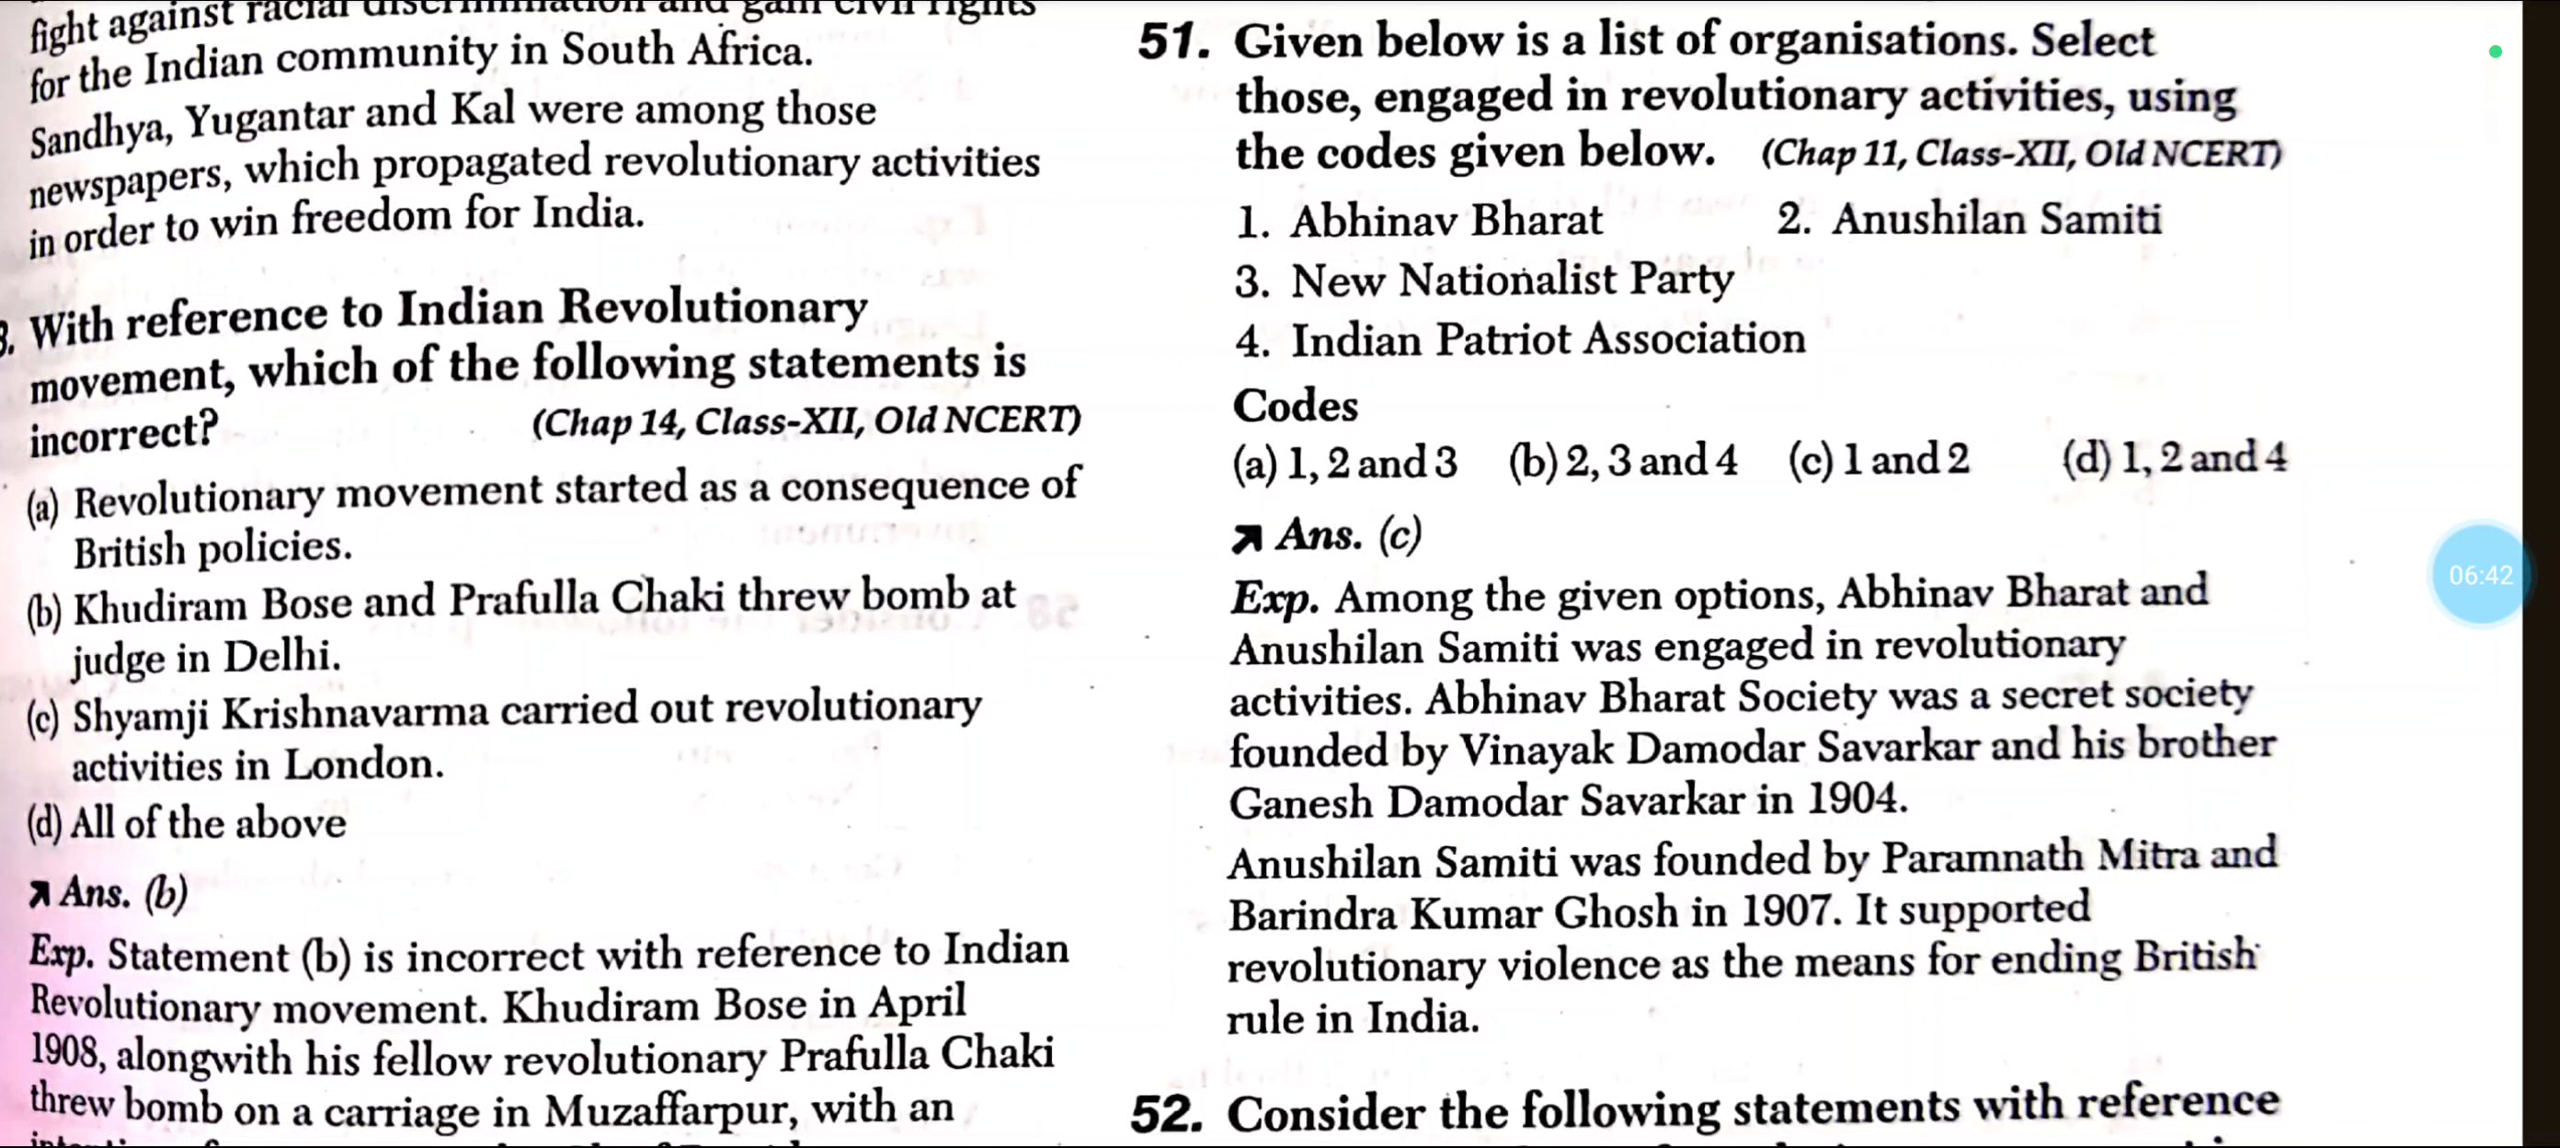 fight against racial discrimination and gain civil rights
for the Indian community in South Africa.
Sandhya, Yugantar and Kal were among those
newspapers, which propagated revolutionary activities
in order to win freedom for India.
3. With reference to Indian Revolutionary
movement, which of the following statements is
incorrect? (Chap 14, Class-XII, Old NCERT)
(a) Revolutionary movement started as a consequence of
British policies.
(b) Khudiram Bose and Prafulla Chaki threw bomb at
judge in Delhi.
(c) Shyamji Krishnavarma carried out revolutionary
activities in London.
(d) All of the above
Ans. (b)
Exp. Statement (b) is incorrect with reference to Indian
Revolutionary movement. Khudiram Bose in April
1908, alongwith his fellow revolutionary Prafulla Chaki
threw bomb on a carriage in Muzaffarpur, with an
51. Given below is a list of organisations. Select
those, engaged in revolutionary activities, using
the codes given below. (Chap 11, Class-XII, Old NCERT)
1. Abhinav Bharat 2. Anushilan Samiti
3. New Nationalist Party
4. Indian Patriot Association
Codes
(a) 1, 2 and 3 (b) 2, 3 and 4 (c) 1 and 2 (d) 1, 2 and 4
Ans. (c)
Exp. Among the given options, Abhinav Bharat and
Anushilan Samiti was engaged in revolutionary
activities. Abhinav Bharat Society was a secret society
founded by Vinayak Damodar Savarkar and his brother
Ganesh Damodar Savarkar in 1904.
Anushilan Samiti was founded by Paramnath Mitra and
Barindra Kumar Ghosh in 1907. It supported
revolutionary violence as the means for ending British
rule in India.
52. Consider the following statements with reference
06:42